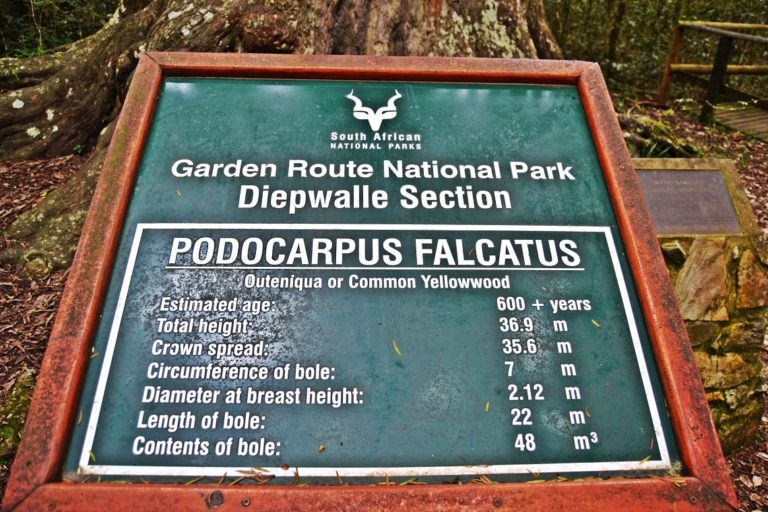 South African
NATIONAL PARKS
Garden Route National Park
Diepwalle Section
PODOCARPUS FALCATUS
Outeniqua or Common Yellowwood
Estimated age: 600 + years
Total height: 36.9 m
Crown spread: 35.6 m
Circumference of bole: 7 m
Diameter at breast height: 2.12 m
Length of bole: 22 m
Contents of bole: 48 m³